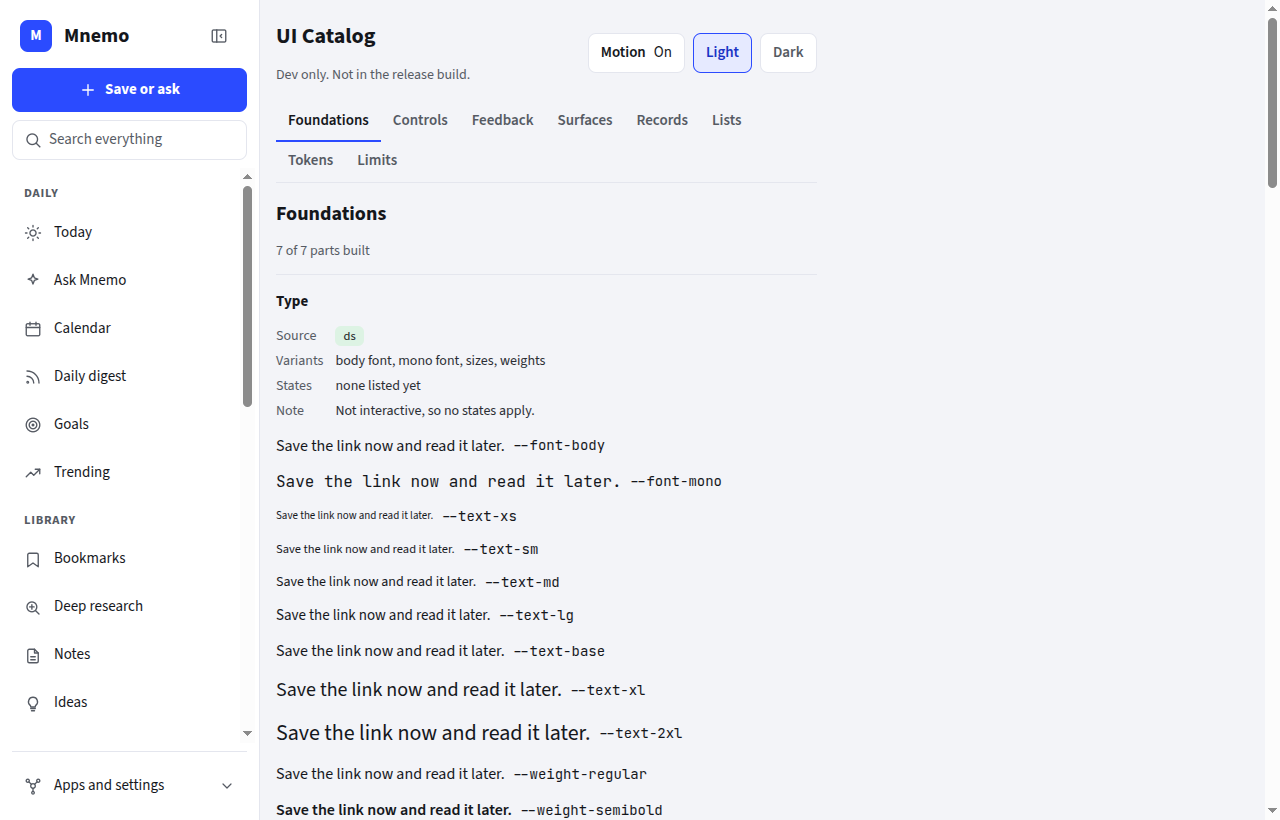 M Mnemo
Save or ask
Search everything
DAILY
Today
Ask Mnemo
Calendar
Daily digest
Goals
Trending
LIBRARY
Bookmarks
Deep research
Notes
Ideas
Apps and settings
UI Catalog
Dev only. Not in the release build.
Motion On Light Dark
Foundations Controls Feedback Surfaces Records Lists
Tokens Limits
Foundations
7 of 7 parts built
Type
Source ds
Variants body font, mono font, sizes, weights
States none listed yet
Note Not interactive, so no states apply.
Save the link now and read it later. --font-body
Save the link now and read it later. --font-mono
Save the link now and read it later. --text-xs
Save the link now and read it later. --text-sm
Save the link now and read it later. --text-md
Save the link now and read it later. --text-lg
Save the link now and read it later. --text-base
Save the link now and read it later. --text-xl
Save the link now and read it later. --text-2xl
Save the link now and read it later. --weight-regular
Save the link now and read it later. --weight-semibold